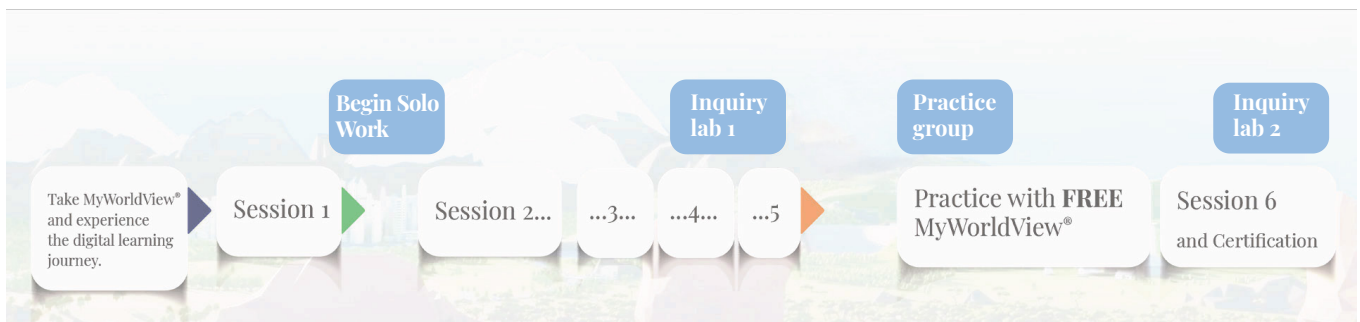 Begin Solo
Work
Inquiry
lab 1
Practice
group
Inquiry
lab 2
Take MyWorldView®
and experience
the digital learning
journey.
Session 1
Session 2...
...3...
...4...
...5
Practice with FREE
MyWorldView®
Session 6
and Certification